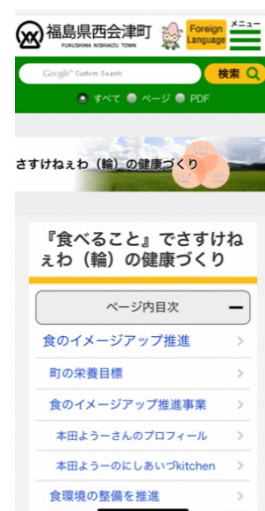 福島県西会津町
FUKUSHIMA NISHIAIZU TOWN
Foreign
Language
メニュー
Google Custom Search
検索
すべて ページ PDF
さすけねぇわ（輪）の健康づくり
『食べること』でさすけね
ぇわ（輪）の健康づくり
ページ内目次
食のイメージアップ推進
町の栄養目標
食のイメージアップ推進事業
本田よう一さんのプロフィール
本田よう一のにしあいづkitchen
食環境の整備を推進